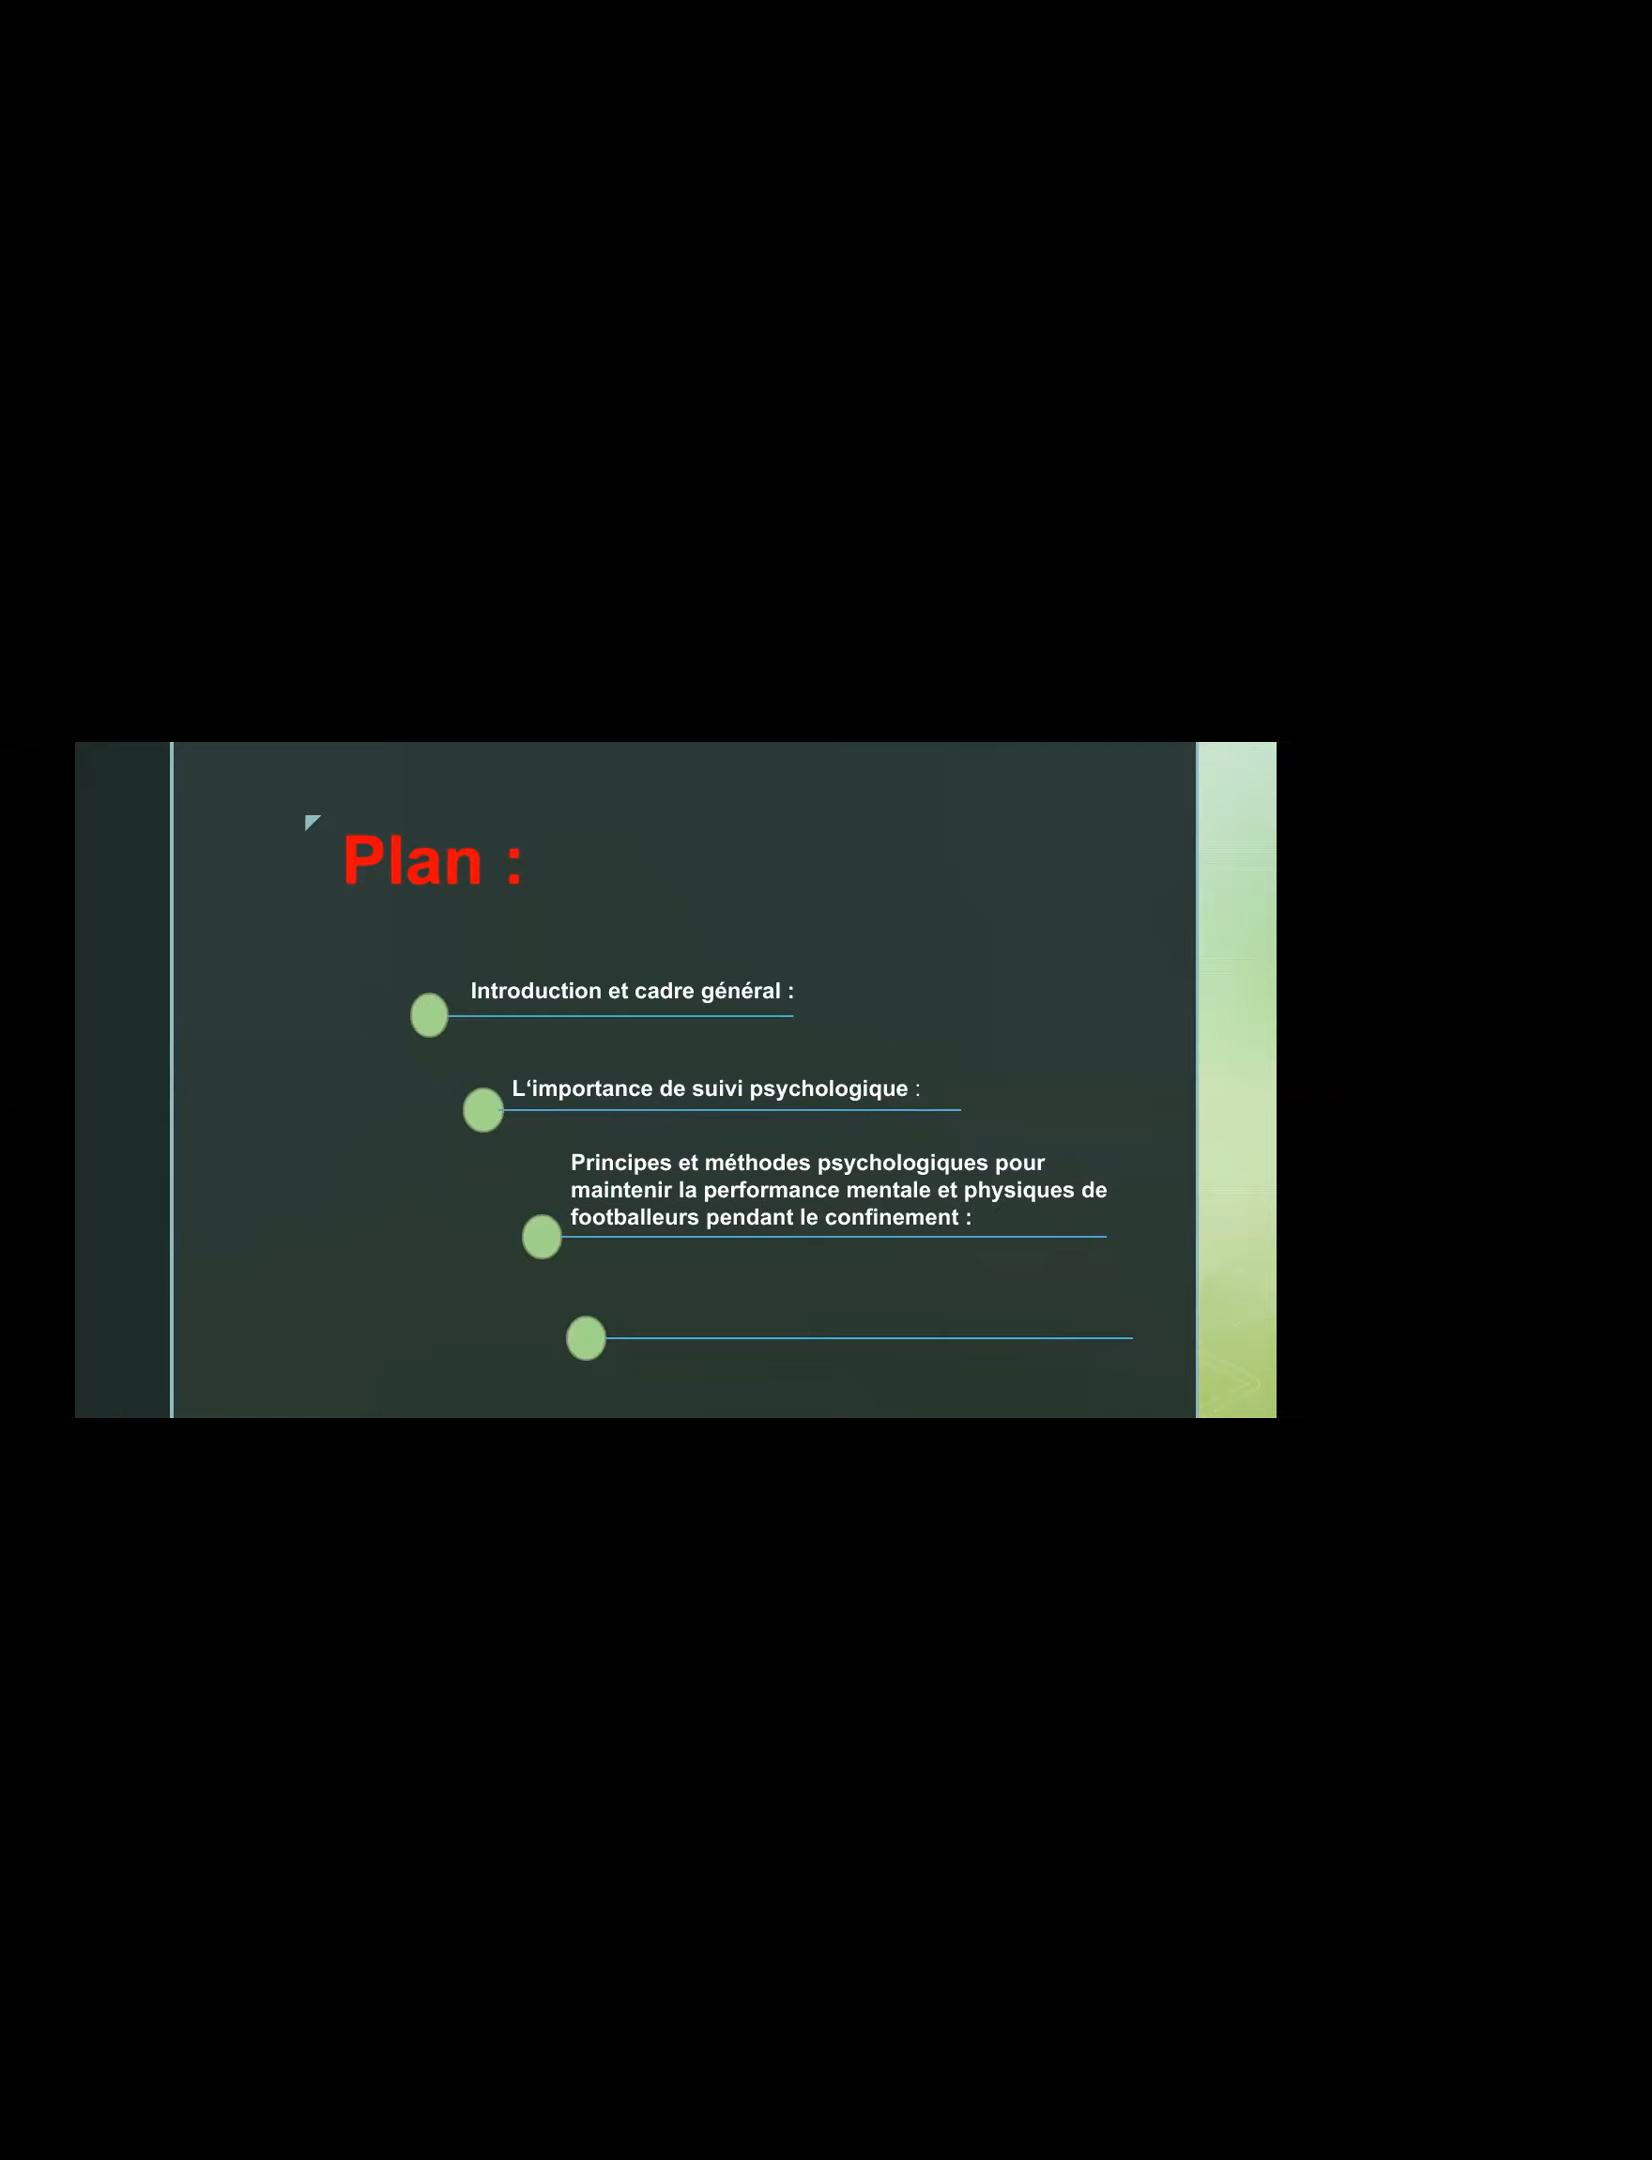 Plan :
Introduction et cadre général :
L‘importance de suivi psychologique :
Principes et méthodes psychologiques pour
maintenir la performance mentale et physiques de
footballeurs pendant le confinement :